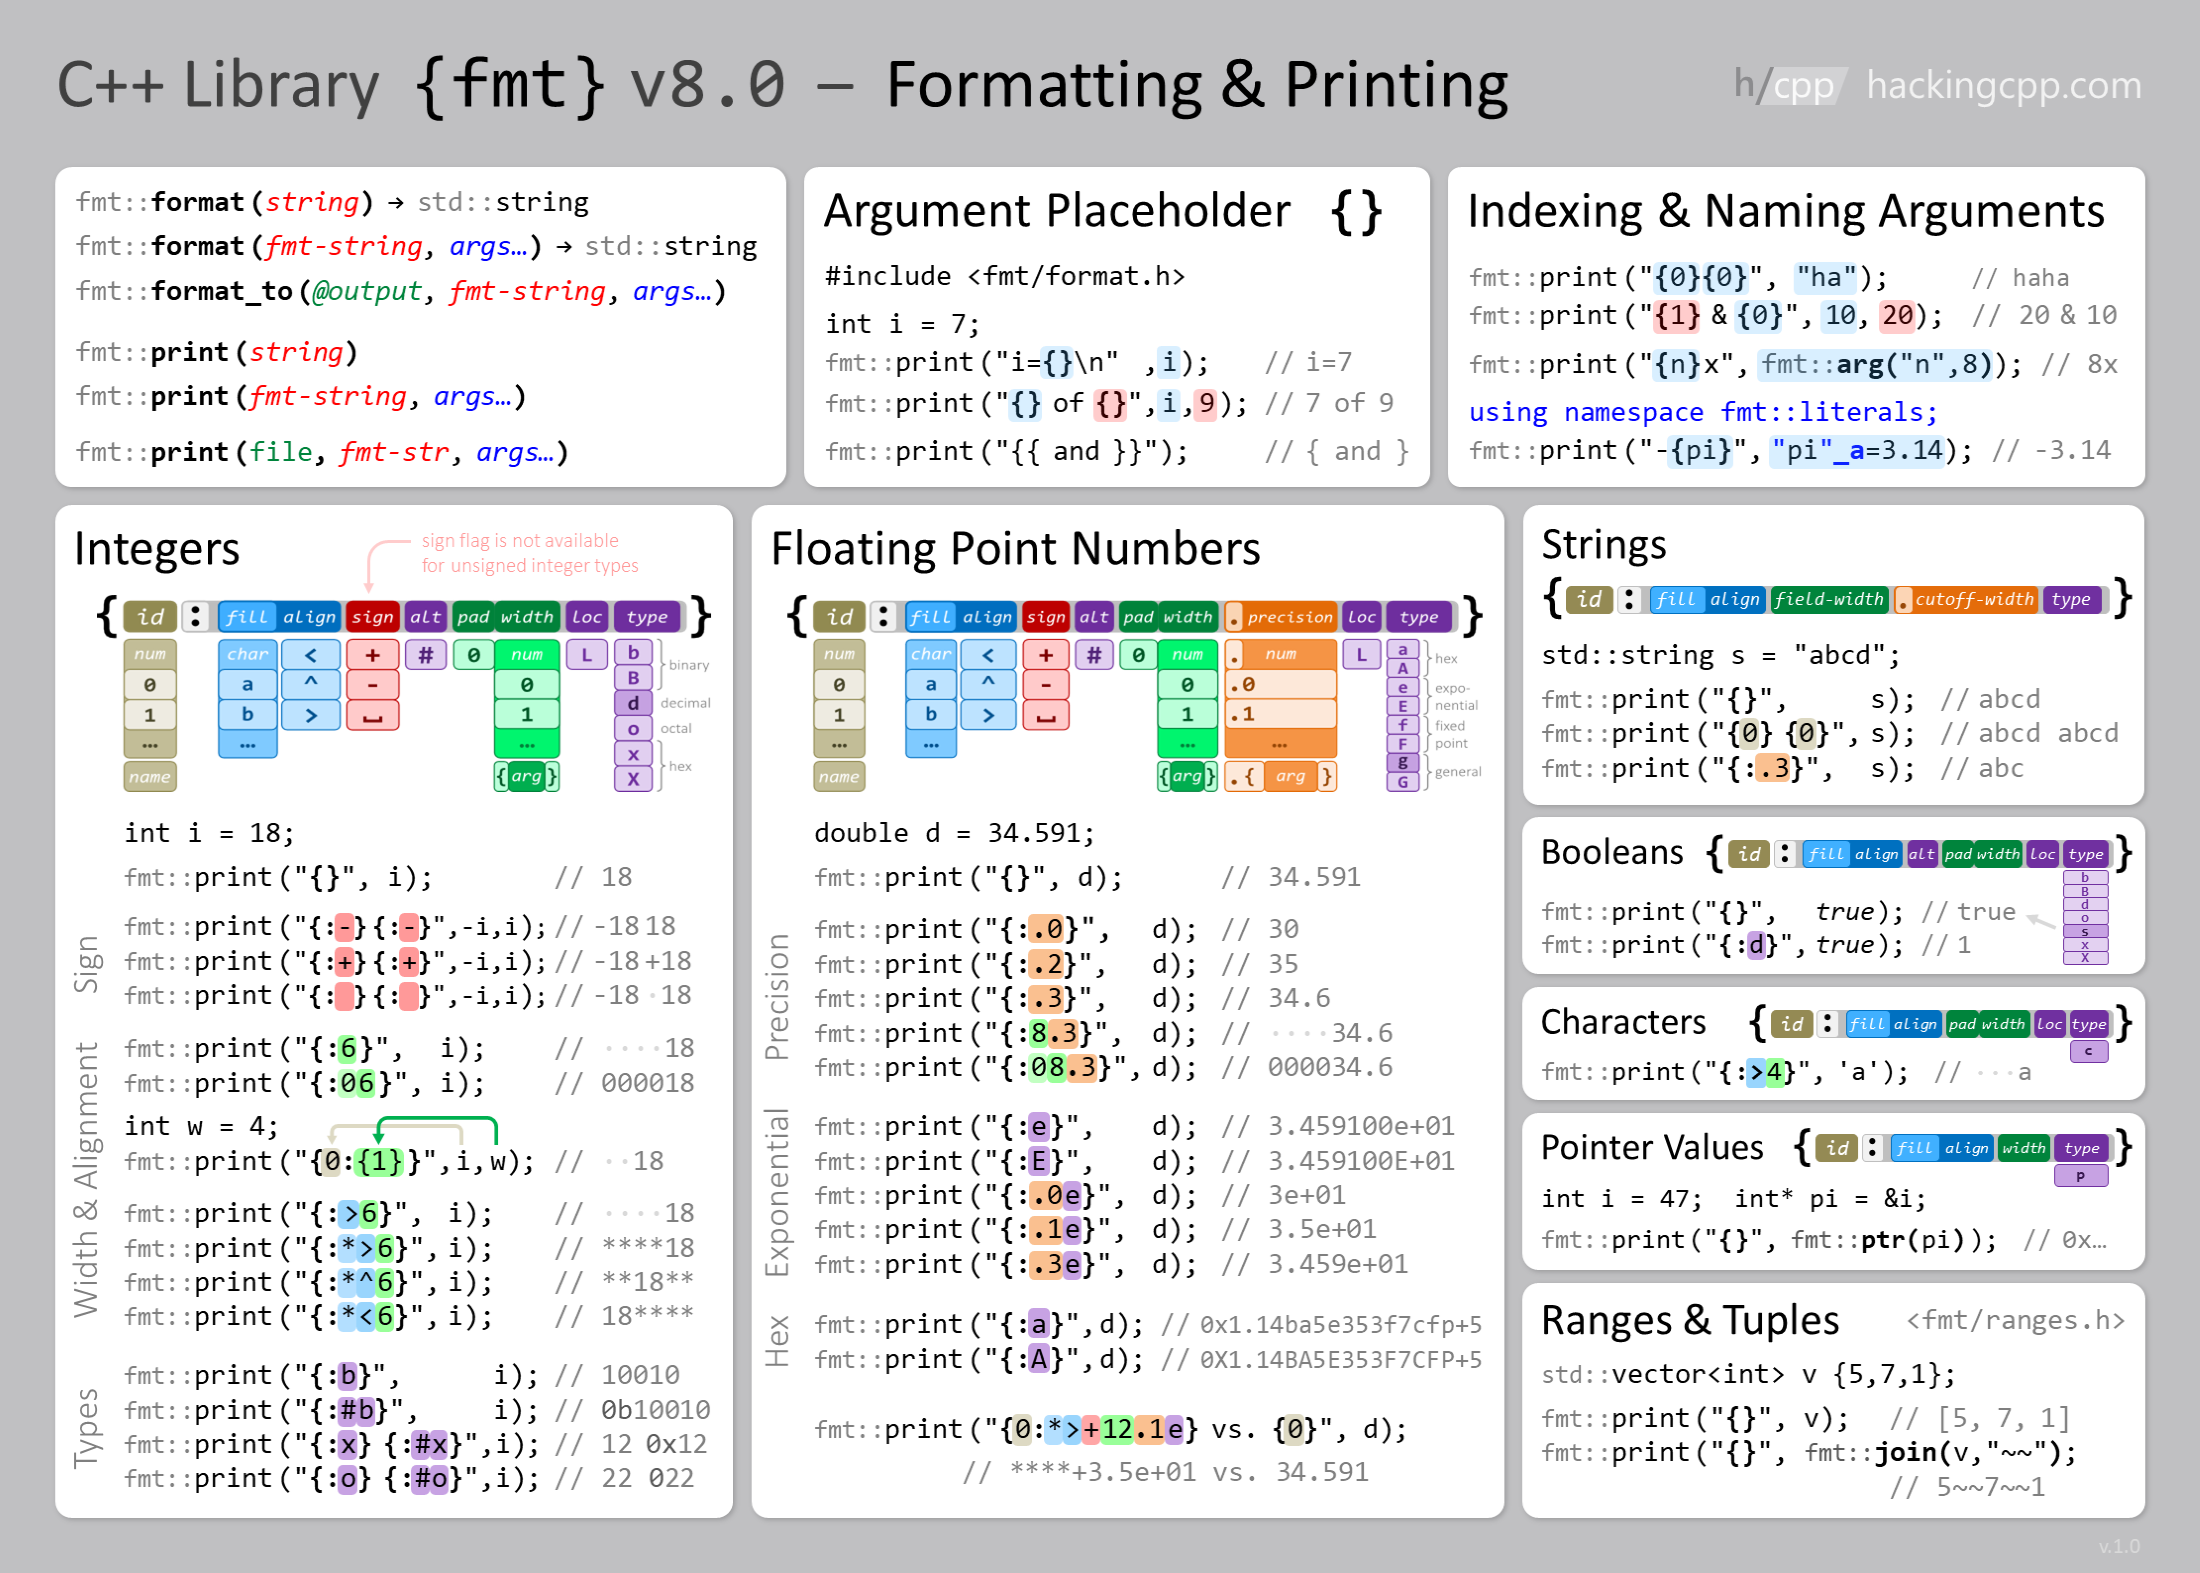 C++ Library {fmt} v8.0 – Formatting & Printing
h/cpp hackingcpp.com
fmt::format(string) → std::string
fmt::format(fmt-string, args…) → std::string
fmt::format_to(@output, fmt-string, args…)
fmt::print(string)
fmt::print(fmt-string, args…)
fmt::print(file, fmt-str, args…)
Argument Placeholder {}
#include <fmt/format.h>
int i = 7;
fmt::print("i={}\n" ,i); // i=7
fmt::print("{} of {}",i,9); // 7 of 9
fmt::print("{{ and }}"); // { and }
Indexing & Naming Arguments
fmt::print("{0}{0}", "ha"); // haha
fmt::print("{1} & {0}", 10, 20); // 20 & 10
fmt::print("{n}x", fmt::arg("n",8)); // 8x
using namespace fmt::literals;
fmt::print("-{pi}", "pi"_a=3.14); // -3.14
Integers
sign flag is not available
for unsigned integer types
{ id : fill align sign alt pad width loc type }
num char < + # 0 num L b
0 a ^ - 0 B binary
1 b > ⎵ 1 d decimal
… … … o octal
x
name {arg} X hex
int i = 18;
fmt::print("{}", i); // 18
Sign
fmt::print("{:-}{:-}",-i,i); // -18 18
fmt::print("{:+}{:+}",-i,i); // -18 +18
fmt::print("{: }{: }",-i,i); // -18 ·18
Width & Alignment
fmt::print("{:6}", i); // ····18
fmt::print("{:06}", i); // 000018
int w = 4;
fmt::print("{0:{1}}",i,w); // ··18
fmt::print("{:>6}", i); // ····18
fmt::print("{:*>6}", i); // ****18
fmt::print("{:*^6}", i); // **18**
fmt::print("{:*<6}", i); // 18****
Types
fmt::print("{:b}", i); // 10010
fmt::print("{:#b}", i); // 0b10010
fmt::print("{:x} {:#x}",i); // 12 0x12
fmt::print("{:o} {:#o}",i); // 22 022
Floating Point Numbers
{ id : fill align sign alt pad width . precision loc type }
num char < + # 0 num . num L a
A hex
0 a ^ - 0 .0 e
E expo-nential
1 b > ⎵ 1 .1 f
F fixed point
… … … … g
name {arg} .{ arg } G general
double d = 34.591;
fmt::print("{}", d); // 34.591
Precision
fmt::print("{:.0}", d); // 30
fmt::print("{:.2}", d); // 35
fmt::print("{:.3}", d); // 34.6
fmt::print("{:8.3}", d); // ····34.6
fmt::print("{:08.3}", d); // 000034.6
Exponential
fmt::print("{:e}", d); // 3.459100e+01
fmt::print("{:E}", d); // 3.459100E+01
fmt::print("{:.0e}", d); // 3e+01
fmt::print("{:.1e}", d); // 3.5e+01
fmt::print("{:.3e}", d); // 3.459e+01
Hex
fmt::print("{:a}",d); // 0x1.14ba5e353f7cfp+5
fmt::print("{:A}",d); // 0X1.14BA5E353F7CFP+5
fmt::print("{0:*>+12.1e} vs. {0}", d);
// ****+3.5e+01 vs. 34.591
Strings
{ id : fill align field-width . cutoff-width type }
std::string s = "abcd";
fmt::print("{}", s); // abcd
fmt::print("{0} {0}", s); // abcd abcd
fmt::print("{:.3}", s); // abc
Booleans { id : fill align alt pad width loc type }
b
B
d
o
s
x
X
fmt::print("{}", true); // true
fmt::print("{:d}", true); // 1
Characters { id : fill align pad width loc type }
c
fmt::print("{:>4}", 'a'); // ···a
Pointer Values { id : fill align width type }
p
int i = 47; int* pi = &i;
fmt::print("{}", fmt::ptr(pi)); // 0x…
Ranges & Tuples <fmt/ranges.h>
std::vector<int> v {5,7,1};
fmt::print("{}", v); // [5, 7, 1]
fmt::print("{}", fmt::join(v,"~~");
// 5~~7~~1
v.1.0